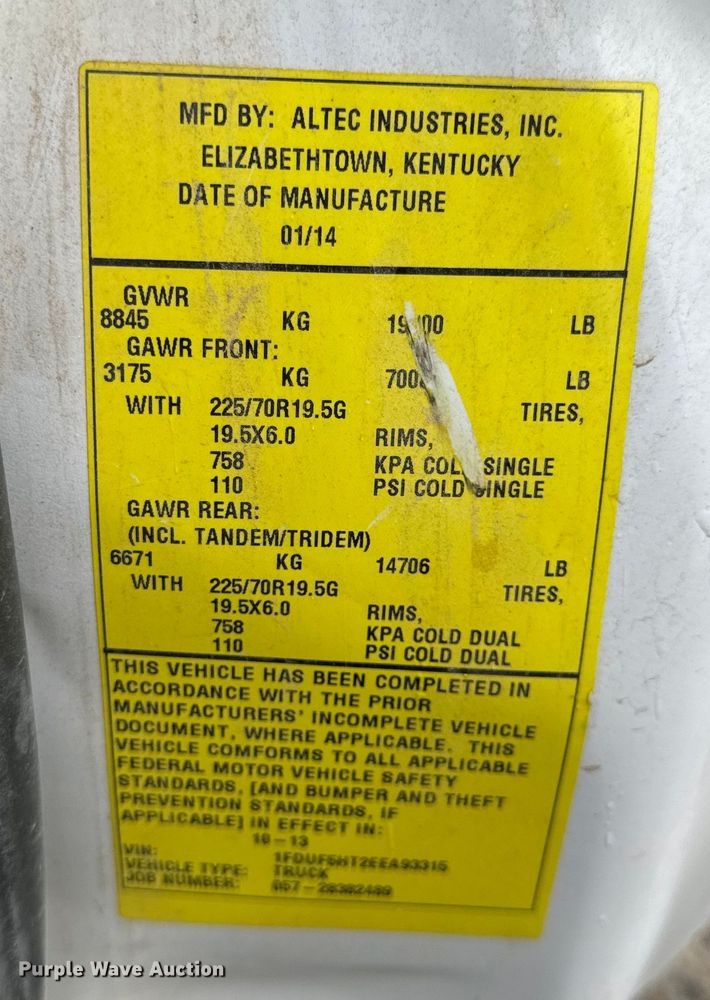 MFD BY: ALTEC INDUSTRIES, INC.
ELIZABETHTOWN, KENTUCKY
DATE OF MANUFACTURE
01/14
GVWR
8845 KG LB
GAWR FRONT:
3175 KG LB
WITH 225/70R19.5G TIRES,
19.5X6.0 RIMS,
758 KPA COLD SINGLE
110 PSI COLD SINGLE
GAWR REAR:
(INCL. TANDEM/TRIDEM)
6671 KG 14706 LB
WITH 225/70R19.5G TIRES,
19.5X6.0 RIMS,
758 KPA COLD DUAL
110 PSI COLD DUAL
THIS VEHICLE HAS BEEN COMPLETED IN
ACCORDANCE WITH THE PRIOR
MANUFACTURERS' INCOMPLETE VEHICLE
DOCUMENT, WHERE APPLICABLE. THIS
VEHICLE COMFORMS TO ALL APPLICABLE
FEDERAL MOTOR VEHICLE SAFETY
STANDARDS, [AND BUMPER AND THEFT
PREVENTION STANDARDS, IF
APPLICABLE] IN EFFECT IN:
10-13
VIN: 1FDUF5HT2EEA93315
VEHICLE TYPE: TRUCK
JOB NUMBER:
Purple Wave Auction